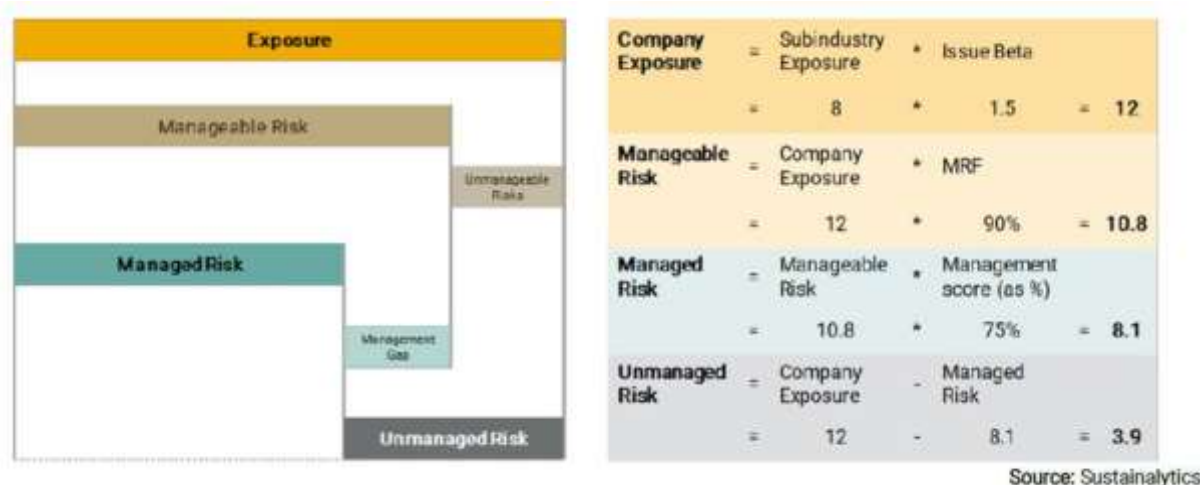 Exposure
Manageable Risk
Unmanageable
Risks
Managed Risk
Management
Gap
Unmanaged Risk
Company
Exposure
=
Subindustry
Exposure
*
Issue Beta
= 8 * 1.5 = 12
Manageable
Risk
=
Company
Exposure
*
MRF
= 12 * 90% = 10.8
Managed
Risk
=
Manageable
Risk
*
Management
score (as %)
= 10.8 * 75% = 8.1
Unmanaged
Risk
=
Company
Exposure
-
Managed
Risk
= 12 - 8.1 = 3.9
Source: Sustainalytics